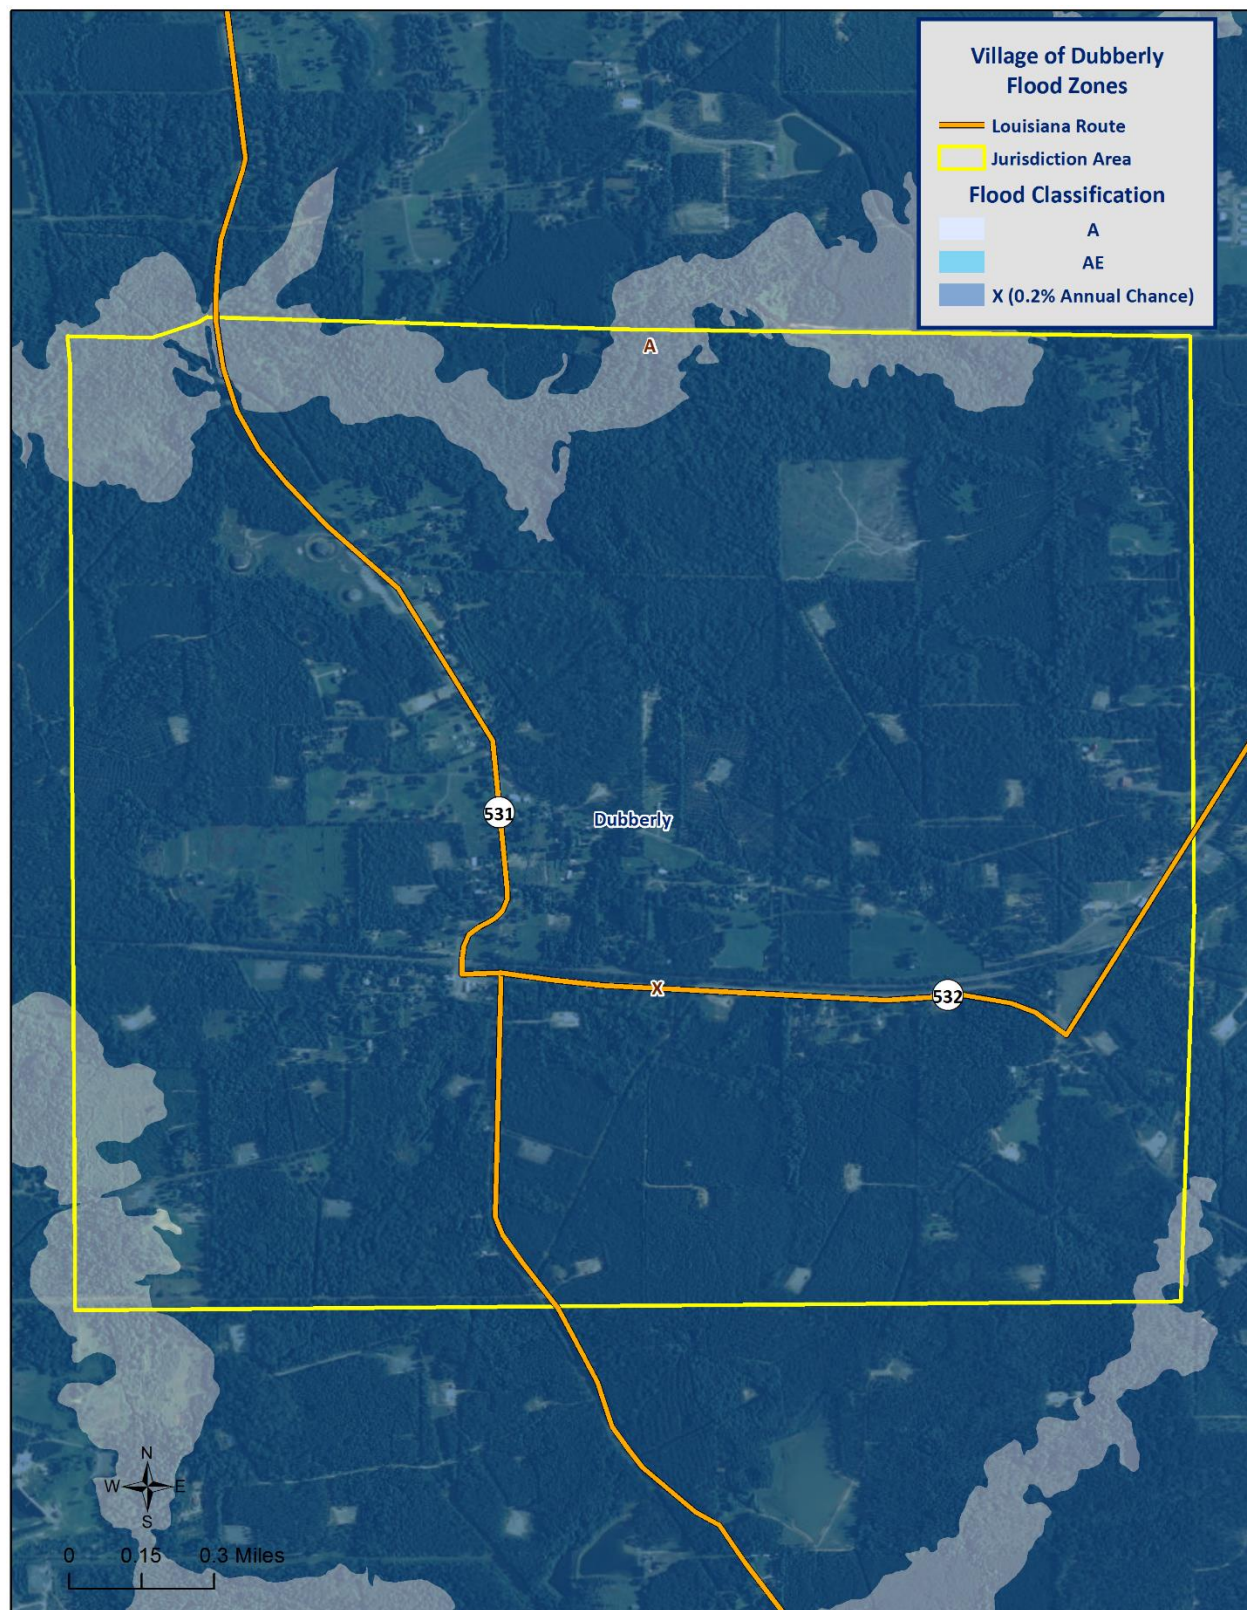 Village of Dubberly
Flood Zones
Louisiana Route
Jurisdiction Area
Flood Classification
A
AE
X (0.2% Annual Chance)
A
531
Dubberly
X
532
N
W E
S
0 0.15 0.3 Miles